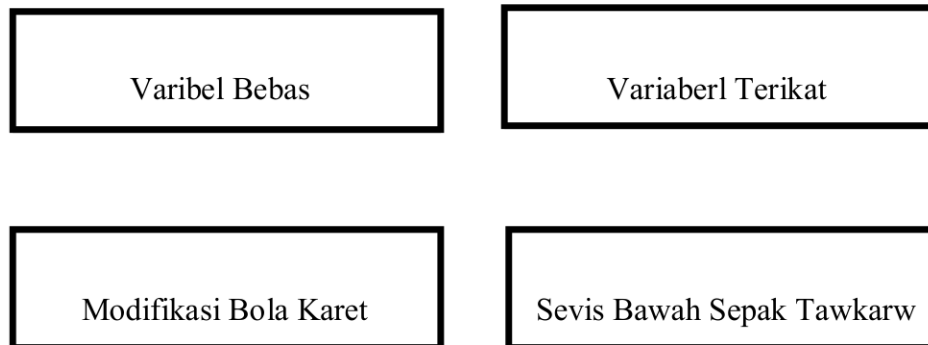 Varibel Bebas
Variaberl Terikat
Modifikasi Bola Karet
Sevis Bawah Sepak Tawkarw